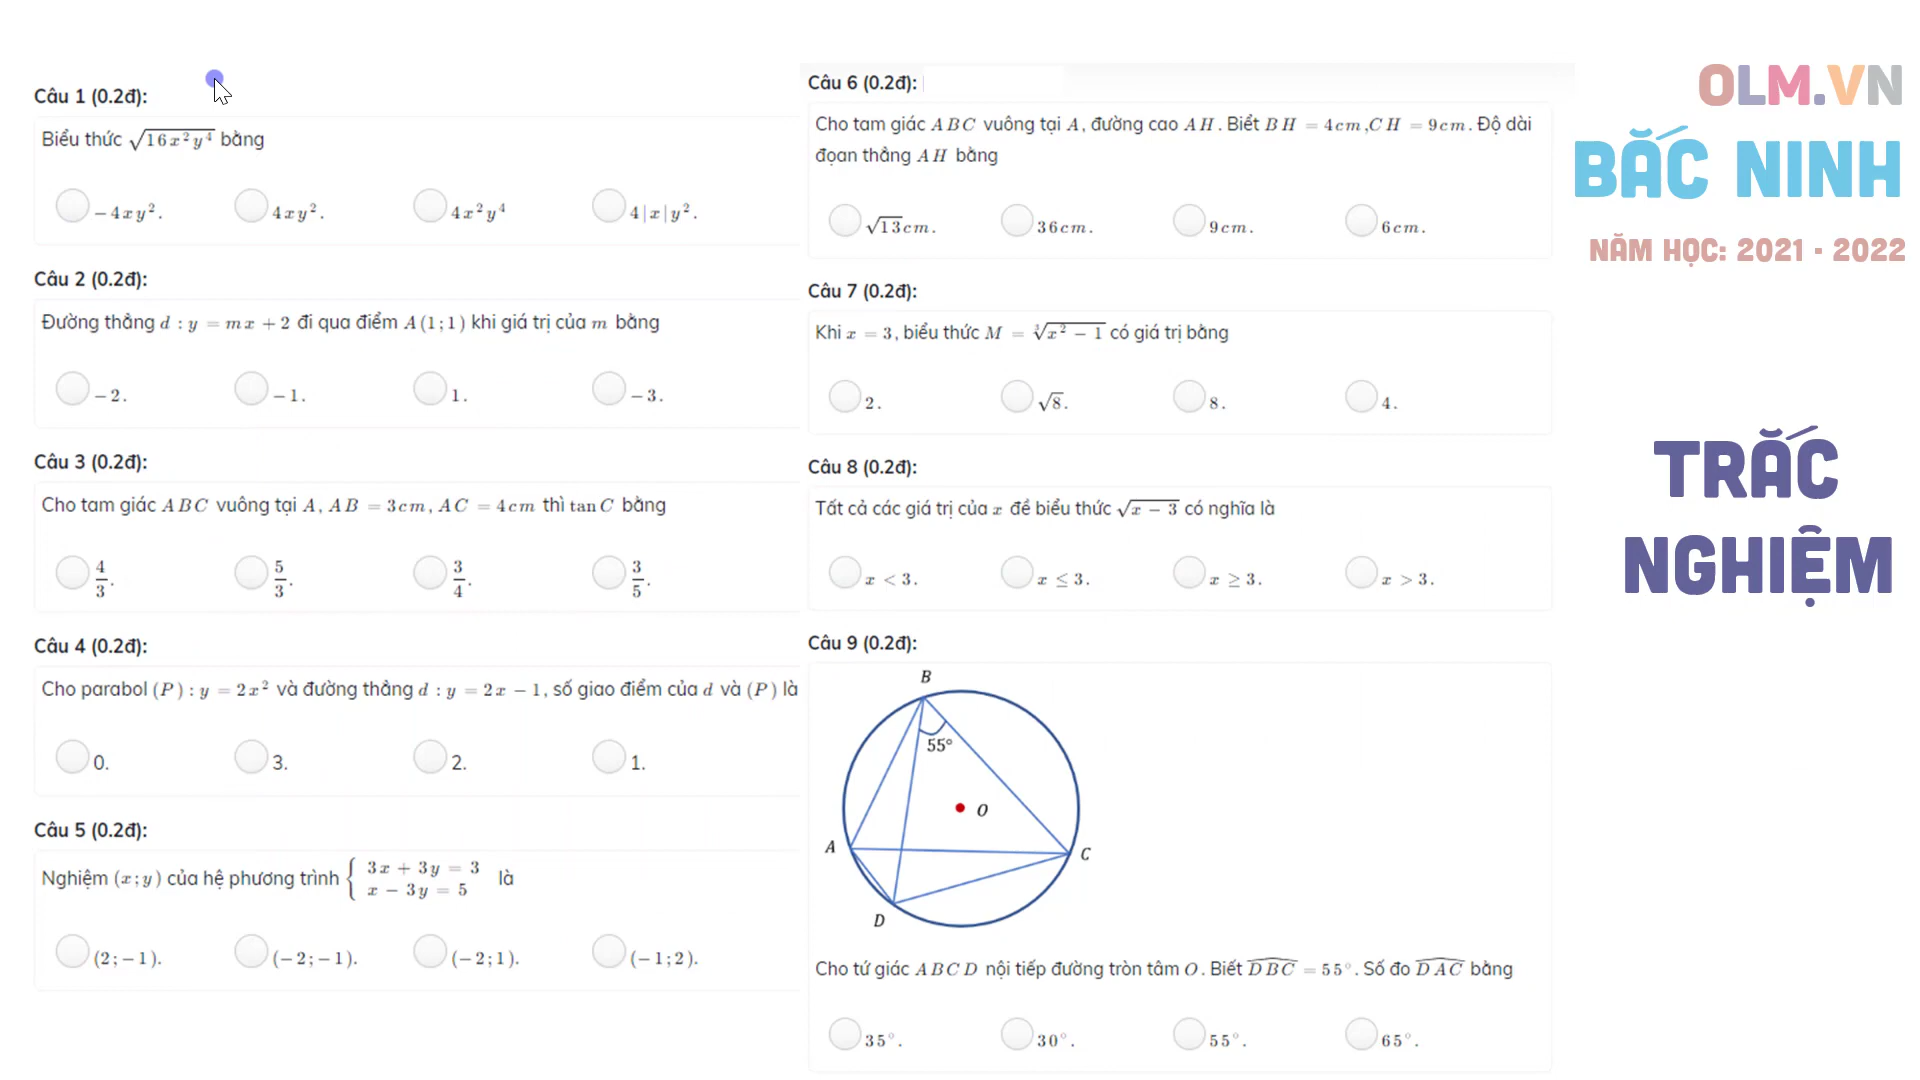 Câu 1 (0.2đ):
Biểu thức √16x²y⁴ bằng
−4xy². 4xy². 4x²y⁴ 4|x|y².
Câu 2 (0.2đ):
Đường thẳng d : y = mx + 2 đi qua điểm A(1;1) khi giá trị của m bằng
−2. −1. 1. −3.
Câu 3 (0.2đ):
Cho tam giác ABC vuông tại A, AB = 3cm, AC = 4cm thì tan C bằng
4/3. 5/3. 3/4. 3/5.
Câu 4 (0.2đ):
Cho parabol (P) : y = 2x² và đường thẳng d : y = 2x − 1, số giao điểm của d và (P) là
0. 3. 2. 1.
Câu 5 (0.2đ):
Nghiệm (x;y) của hệ phương trình { 3x + 3y = 3 là
x − 3y = 5
(2;−1). (−2;−1). (−2;1). (−1;2).
Câu 6 (0.2đ):
Cho tam giác ABC vuông tại A, đường cao AH. Biết BH = 4cm,CH = 9cm. Độ dài
đọan thẳng AH bằng
√13cm. 36cm. 9cm. 6cm.
Câu 7 (0.2đ):
Khi x = 3, biểu thức M = ∛x² − 1 có giá trị bằng
2. √8. 8. 4.
Câu 8 (0.2đ):
Tất cả các giá trị của x đề biểu thức √x − 3 có nghĩa là
x < 3. x ≤ 3. x ≥ 3. x > 3.
Câu 9 (0.2đ):
B
55°
O
A
C
D
Cho tứ giác ABCD nội tiếp đường tròn tâm O. Biết DBC = 55°. Số đo DAC bằng
35°. 30°. 55°. 65°.
OLM.VN
BẮC NINH
NĂM HỌC: 2021 - 2022
TRẮC
NGHIỆM